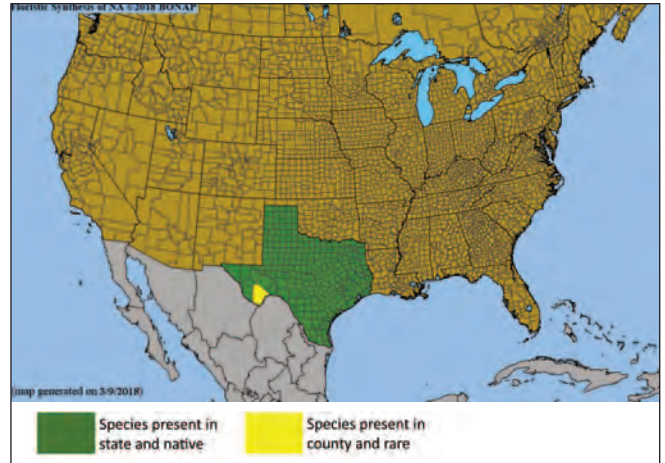 Floristic Synthesis of NA © 2018 BONAP
(map generated on 3/9/2018)
Species present in
state and native
Species present in
county and rare